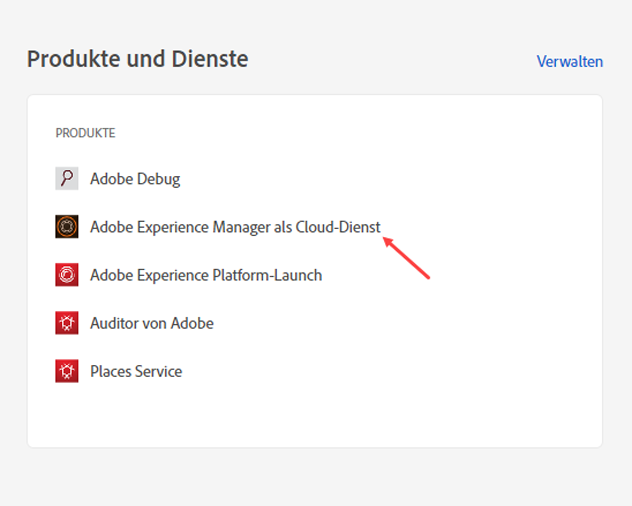 Produkte und Dienste
Verwalten
PRODUKTE
Adobe Debug
Adobe Experience Manager als Cloud-Dienst
Adobe Experience Platform-Launch
Auditor von Adobe
Places Service